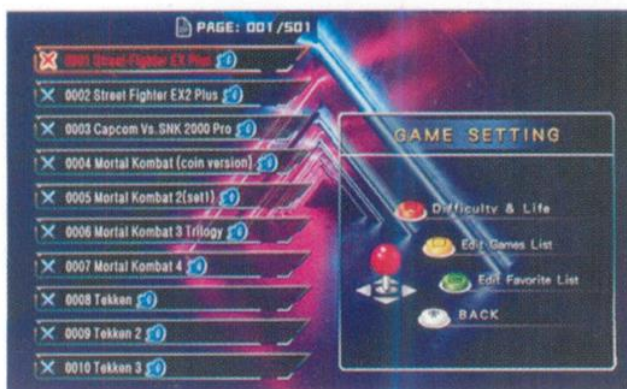 PAGE: 001/501
0001 Street Fighter EX Plus
0002 Street Fighter EX2 Plus
0003 Capcom Vs. SNK 2000 Pro
0004 Mortal Kombat (coin version)
0005 Mortal Kombat 2(set1)
0006 Mortal Kombat 3 Trilogy
0007 Mortal Kombat 4
0008 Tekken
0009 Tekken 2
0010 Tekken 3
GAME SETTING
Difficulty & Life
Edit Games List
Edit Favorite List
BACK